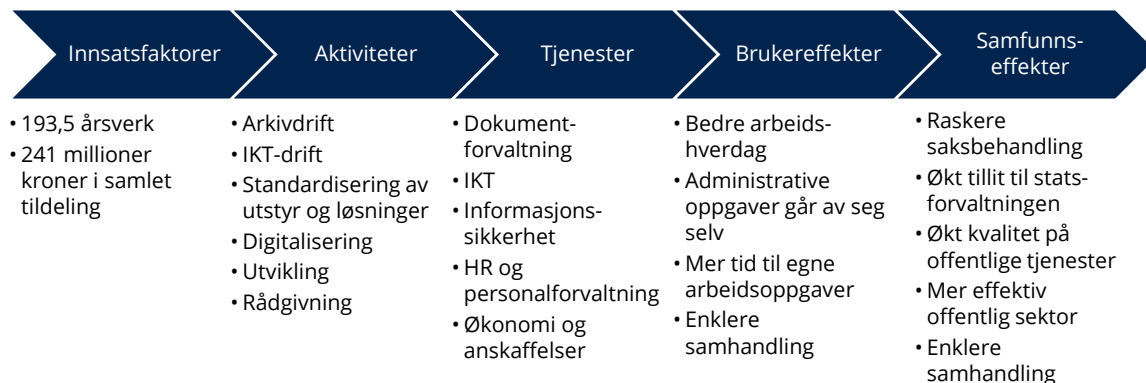 Innsatsfaktorer
Aktiviteter
Tjenester
Brukereffekter
Samfunns-
effekter
• 193,5 årsverk
• 241 millioner
kroner i samlet
tildeling
• Arkivdrift
• IKT-drift
• Standardisering av
utstyr og løsninger
• Digitalisering
• Utvikling
• Rådgivning
• Dokument-
forvaltning
• IKT
• Informasjons-
sikkerhet
• HR og
personalforvaltning
• Økonomi og
anskaffelser
• Bedre arbeids-
hverdag
• Administrative
oppgaver går av seg
selv
• Mer tid til egne
arbeidsoppgaver
• Enklere
samhandling
• Raskere
saksbehandling
• Økt tillit til stats-
forvaltningen
• Økt kvalitet på
offentlige tjenester
• Mer effektiv
offentlig sektor
• Enklere
samhandling